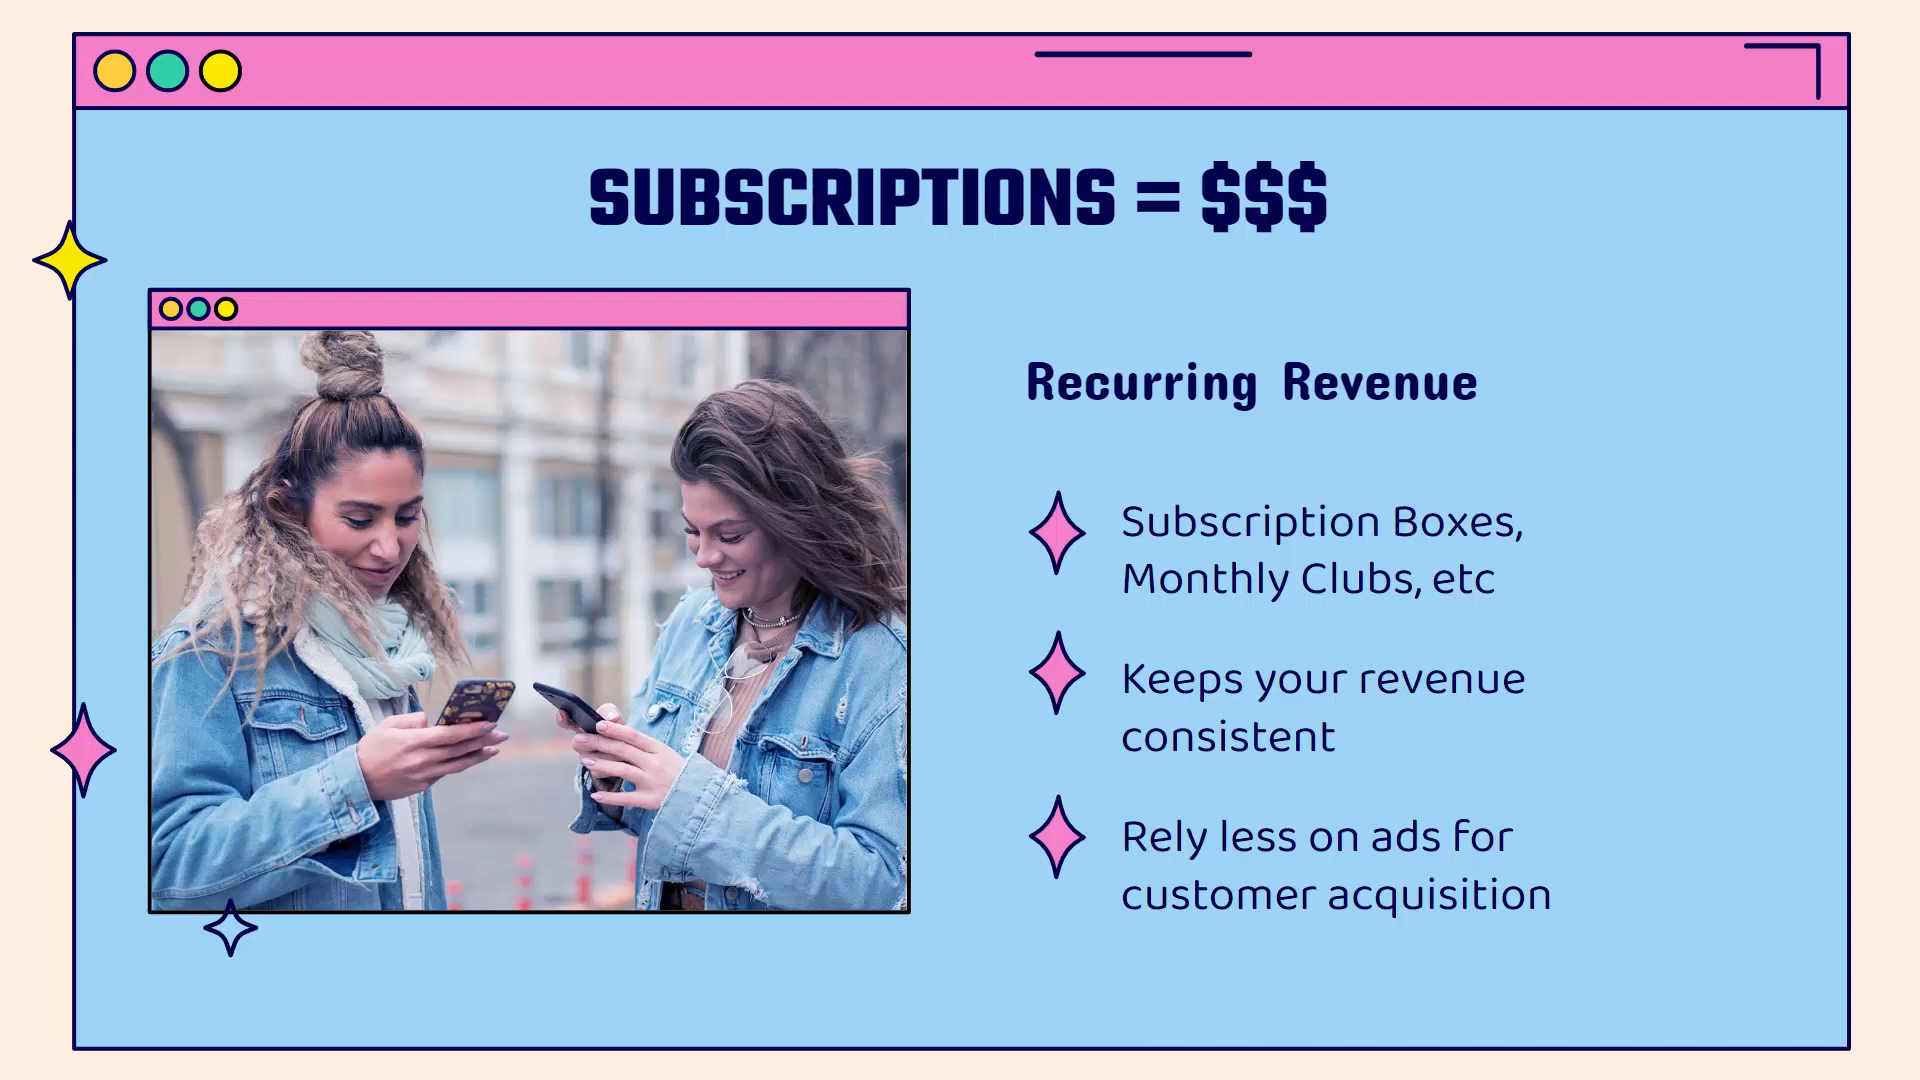 SUBSCRIPTIONS = $$$
Recurring Revenue
Subscription Boxes,
Monthly Clubs, etc
Keeps your revenue
consistent
Rely less on ads for
customer acquisition